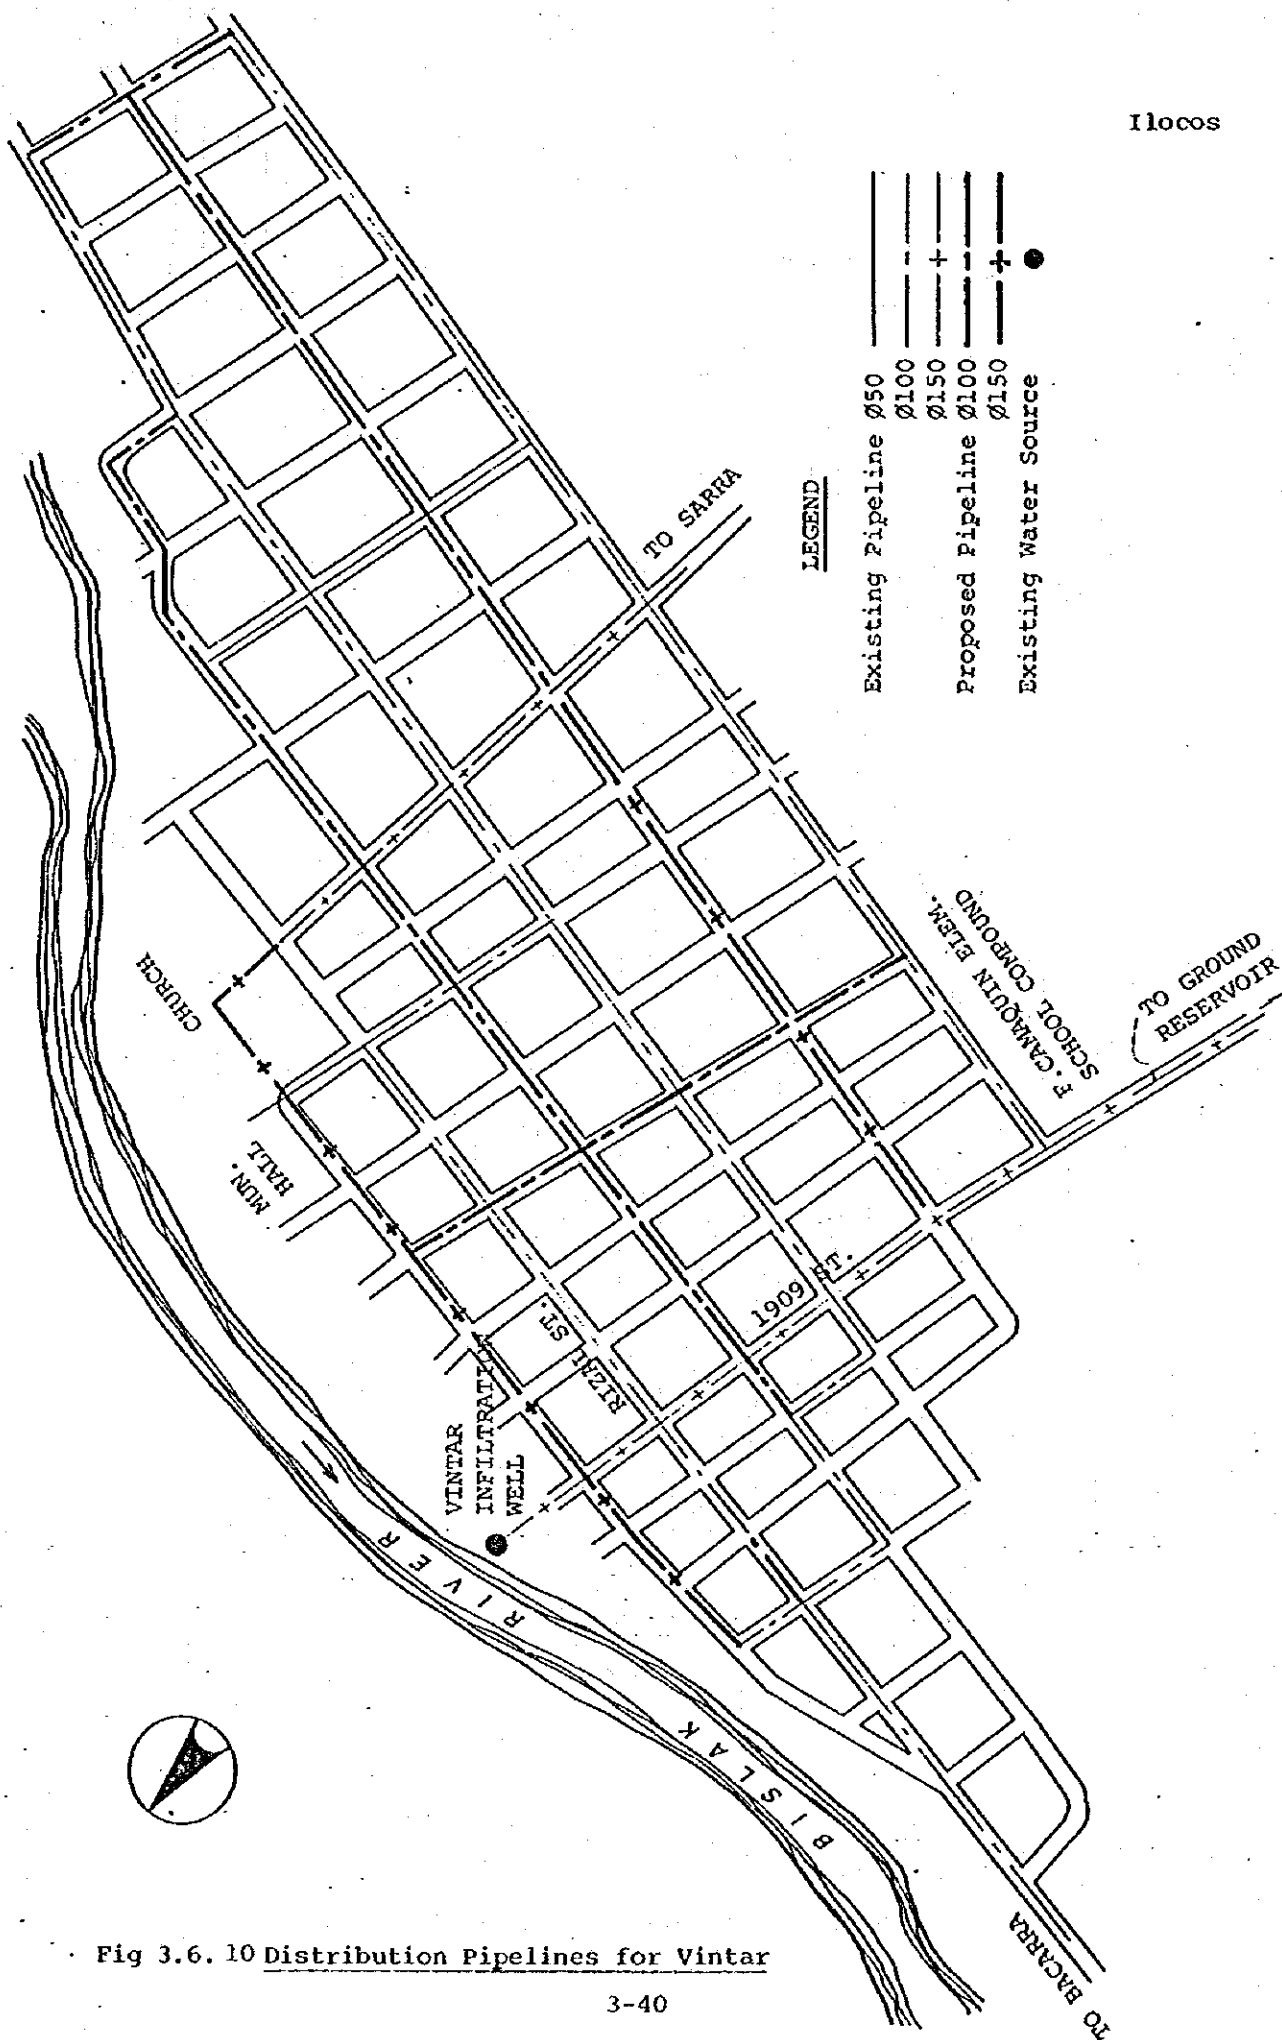 Ilocos
LEGEND
Existing Pipeline Ø50
Ø100
Ø150
Proposed Pipeline Ø100
Ø150
Existing Water Source
TO SARRA
CHURCH
MUN.
HALL
F. CAMAQUIN ELEM.
SCHOOL COMPOUND
TO GROUND
RESERVOIR
1909 ST.
RIZAL ST.
VINTAR
INFILTRATION
WELL
BISLAK RIVER
TO BACARRA
Fig 3.6. 10 Distribution Pipelines for Vintar
3-40